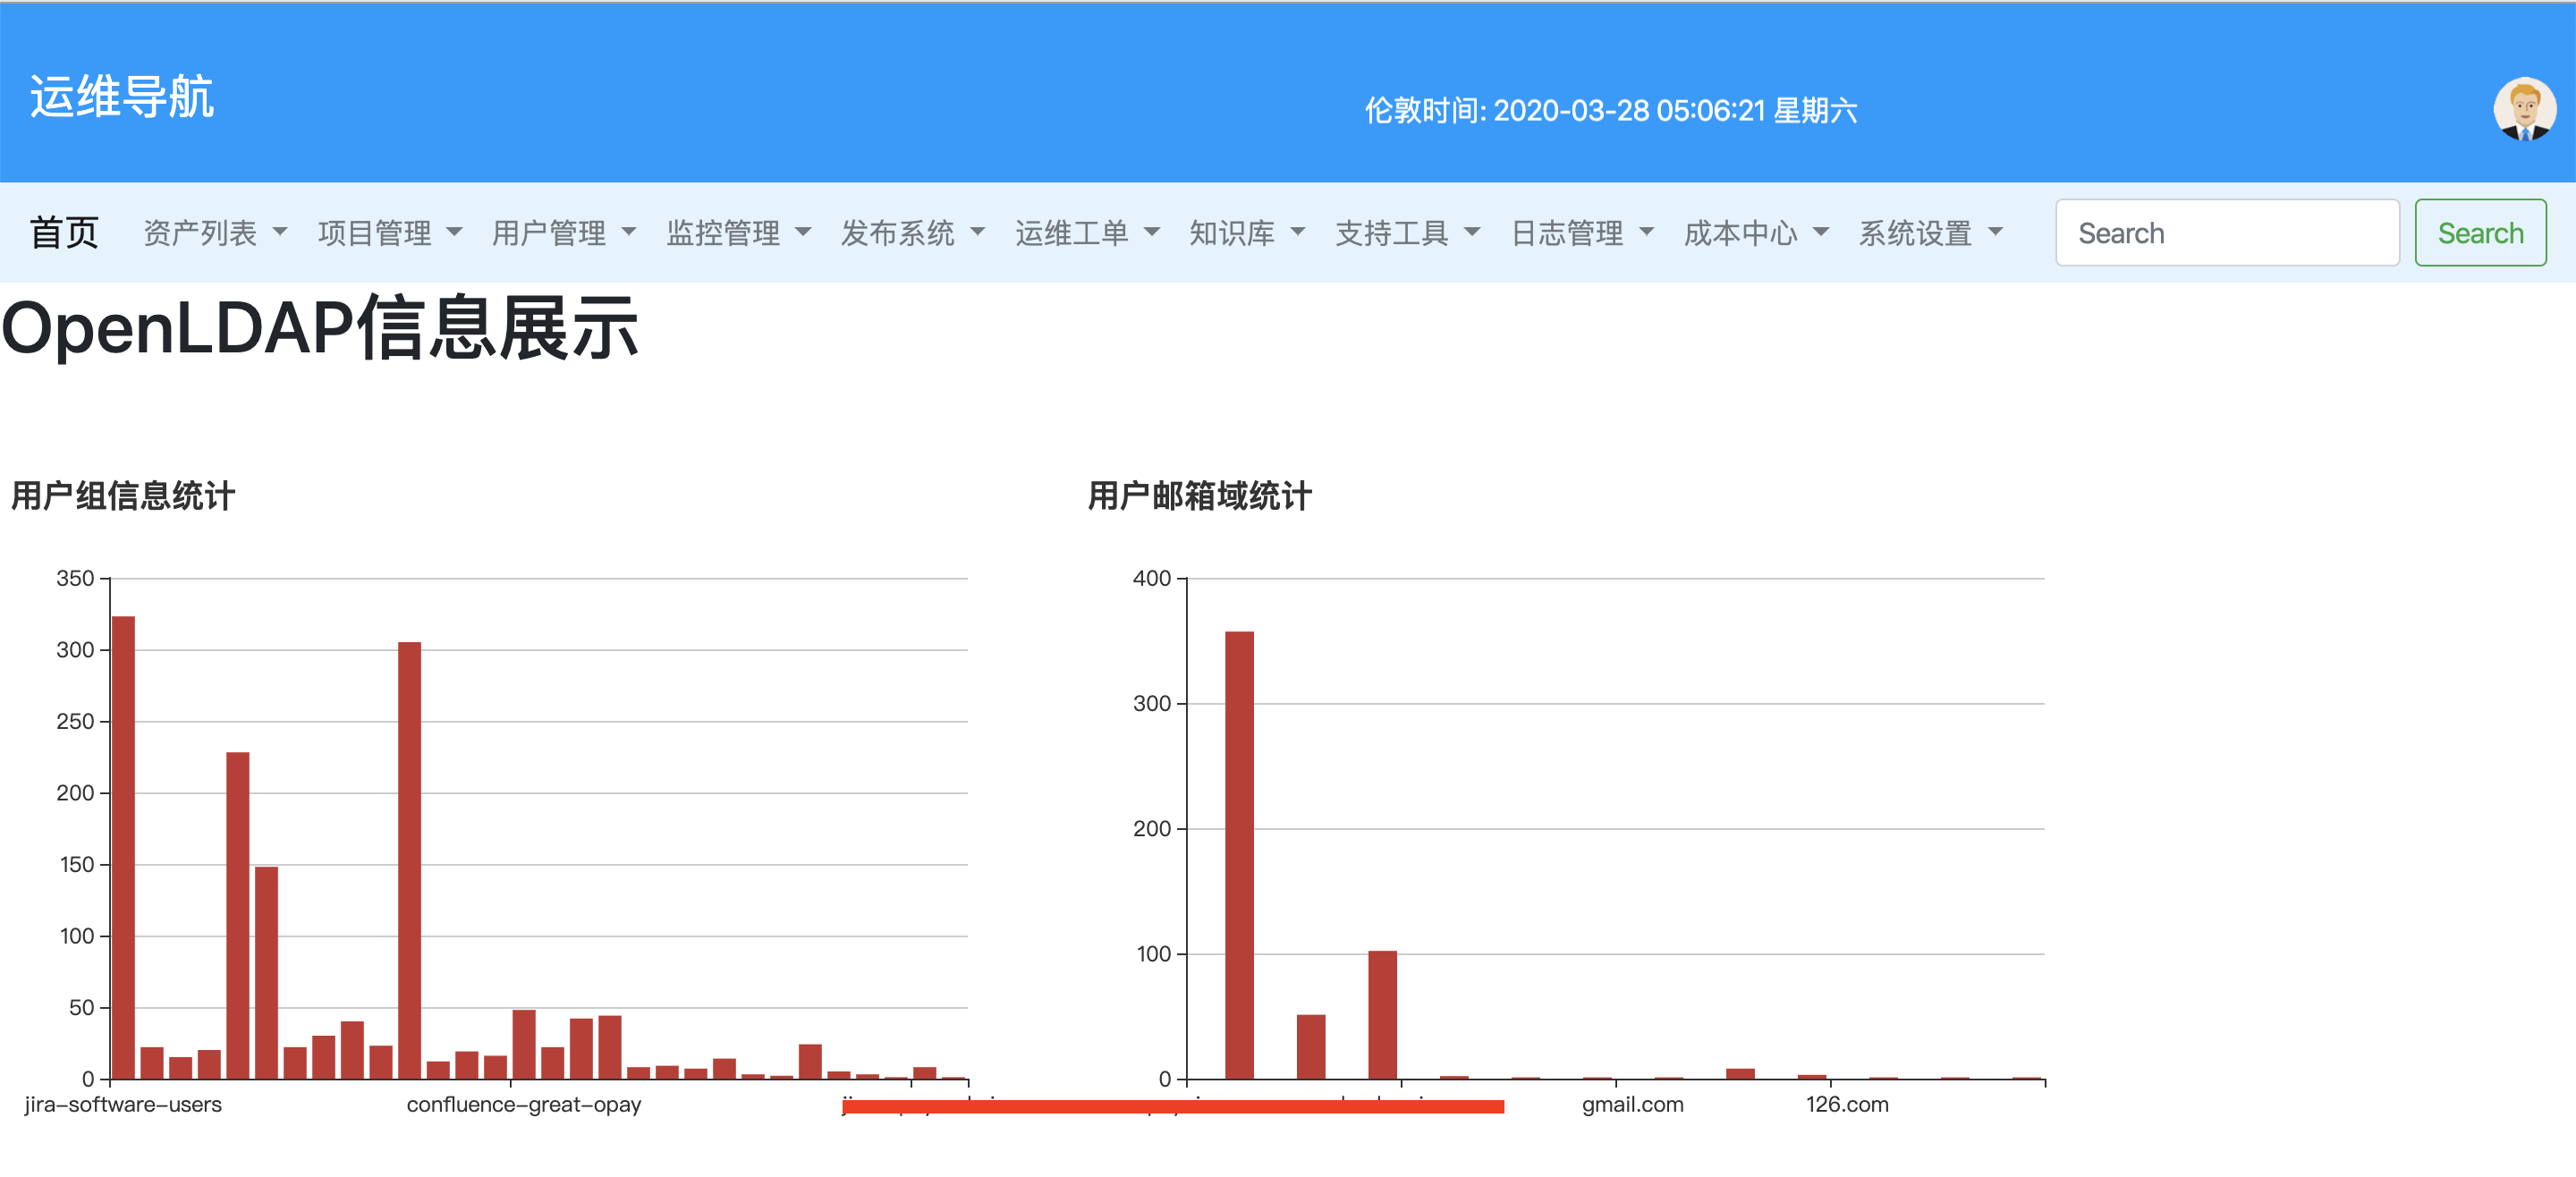 运维导航
伦敦时间: 2020-03-28 05:06:21 星期六
首页 资产列表 项目管理 用户管理 监控管理 发布系统 运维工单 知识库 支持工具 日志管理 成本中心 系统设置 Search Search
OpenLDAP信息展示
用户组信息统计
350
300
250
200
150
100
50
0
jira-software-users confluence-great-opay
用户邮箱域统计
400
300
200
100
0
gmail.com 126.com